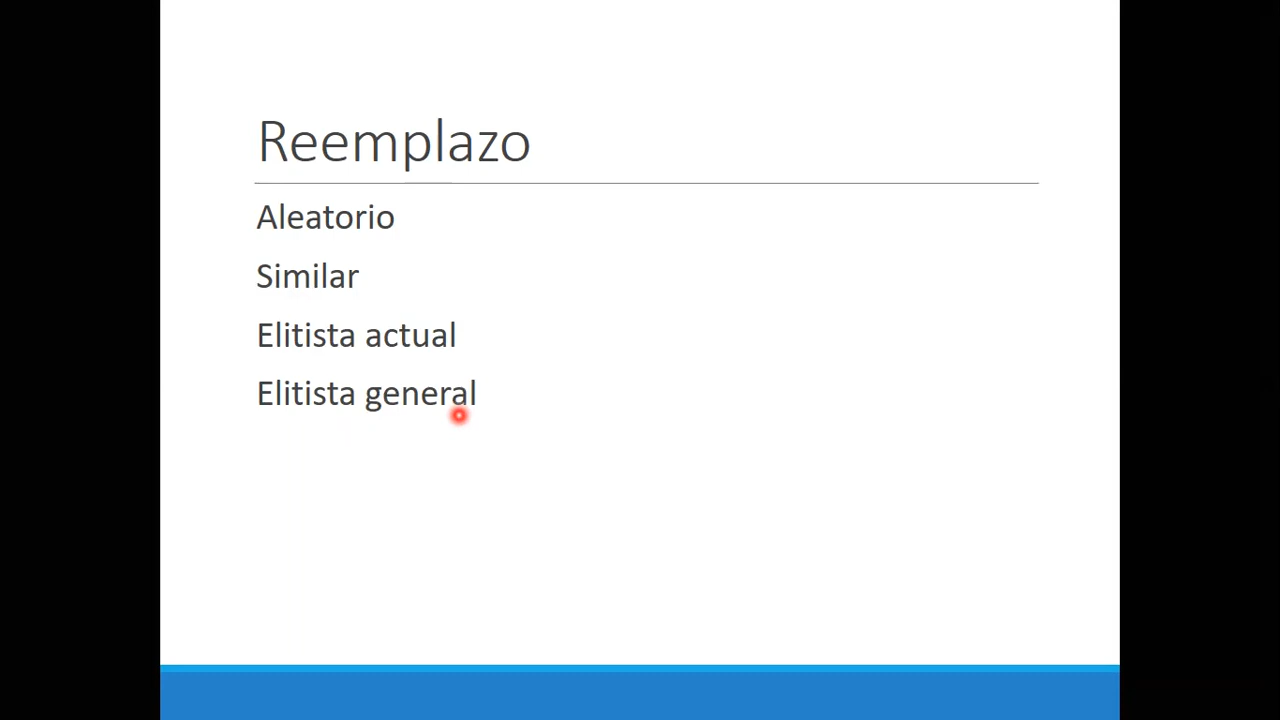 Reemplazo
Aleatorio
Similar
Elitista actual
Elitista general